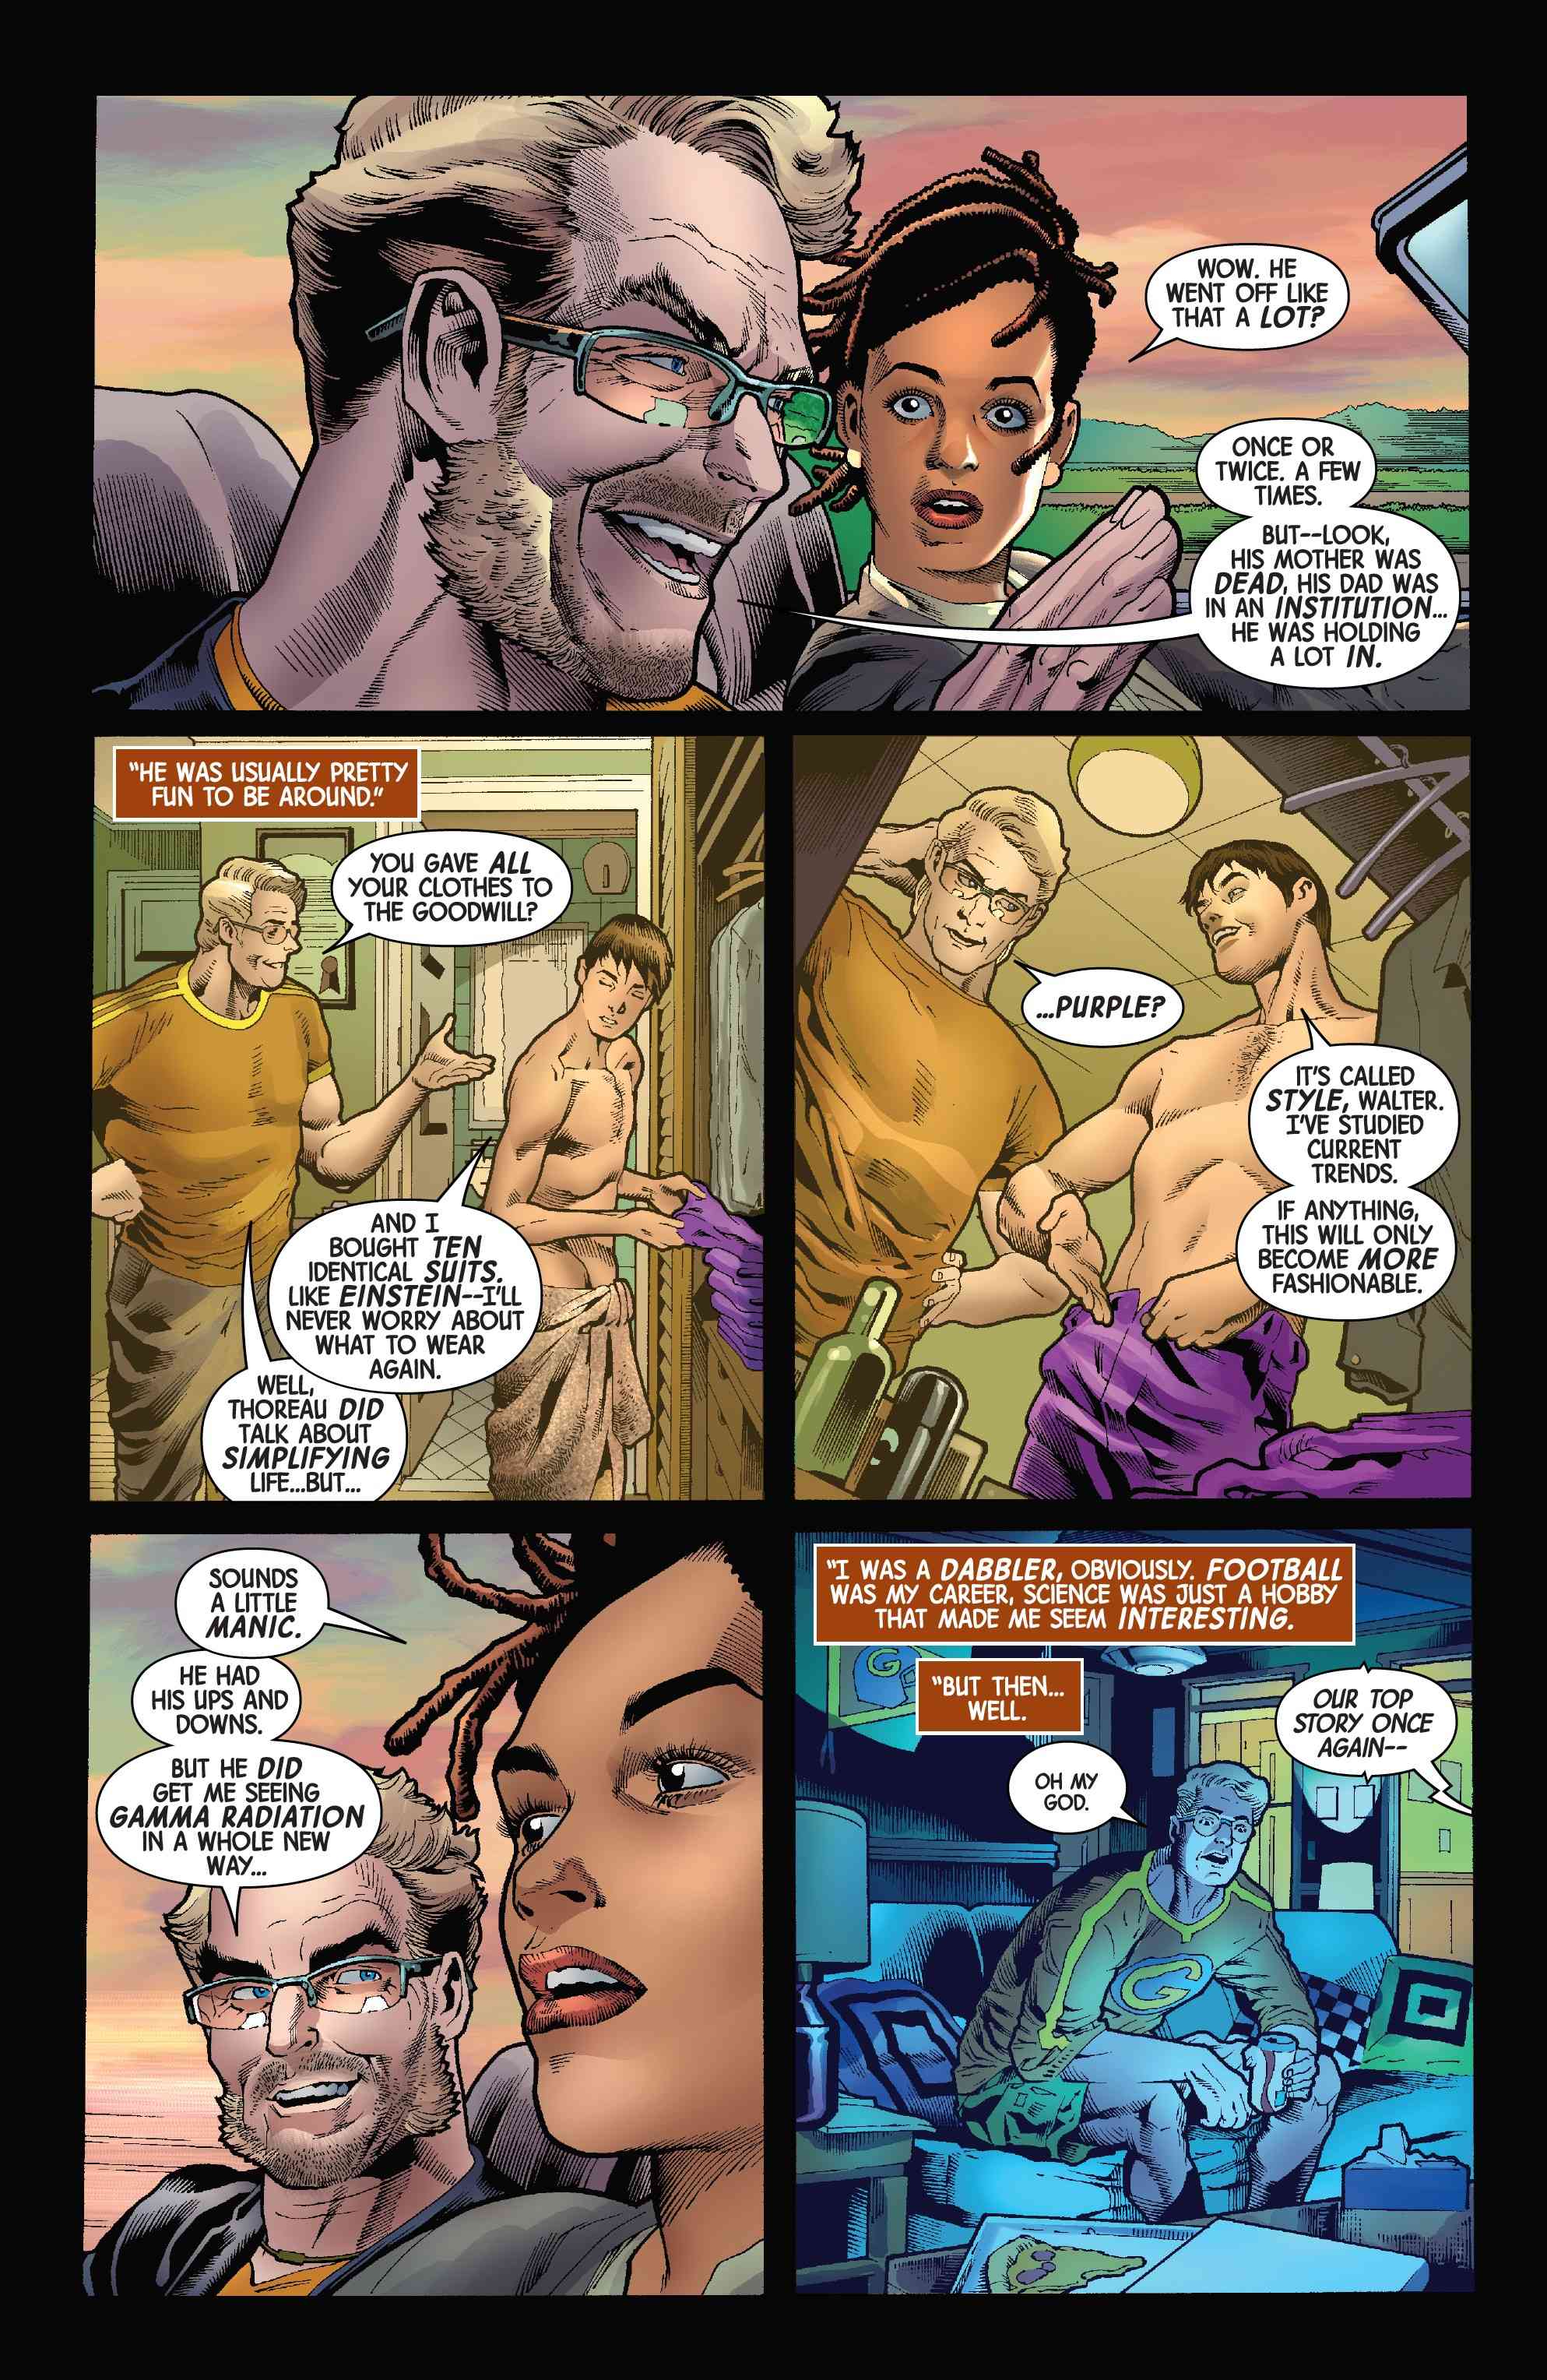 WOW. HE
WENT OFF LIKE
THAT A LOT?
ONCE OR
TWICE. A FEW
TIMES.
BUT--LOOK,
HIS MOTHER WAS
DEAD, HIS DAD WAS
IN AN INSTITUTION...
HE WAS HOLDING
A LOT IN.
"HE WAS USUALLY PRETTY
FUN TO BE AROUND."
YOU GAVE ALL
YOUR CLOTHES TO
THE GOODWILL?
AND I
BOUGHT TEN
IDENTICAL SUITS.
LIKE EINSTEIN--I'LL
NEVER WORRY ABOUT
WHAT TO WEAR
AGAIN.
WELL,
THOREAU DID
TALK ABOUT
SIMPLIFYING
LIFE...BUT...
...PURPLE?
IT'S CALLED
STYLE, WALTER.
I'VE STUDIED
CURRENT
TRENDS.
IF ANYTHING,
THIS WILL ONLY
BECOME MORE
FASHIONABLE.
SOUNDS
A LITTLE
MANIC.
HE HAD
HIS UPS AND
DOWNS.
BUT HE DID
GET ME SEEING
GAMMA RADIATION
IN A WHOLE NEW
WAY...
"I WAS A DABBLER, OBVIOUSLY. FOOTBALL
WAS MY CAREER, SCIENCE WAS JUST A HOBBY
THAT MADE ME SEEM INTERESTING.
"BUT THEN...
WELL.
OUR TOP
STORY ONCE
AGAIN--
OH MY
GOD.
G
G